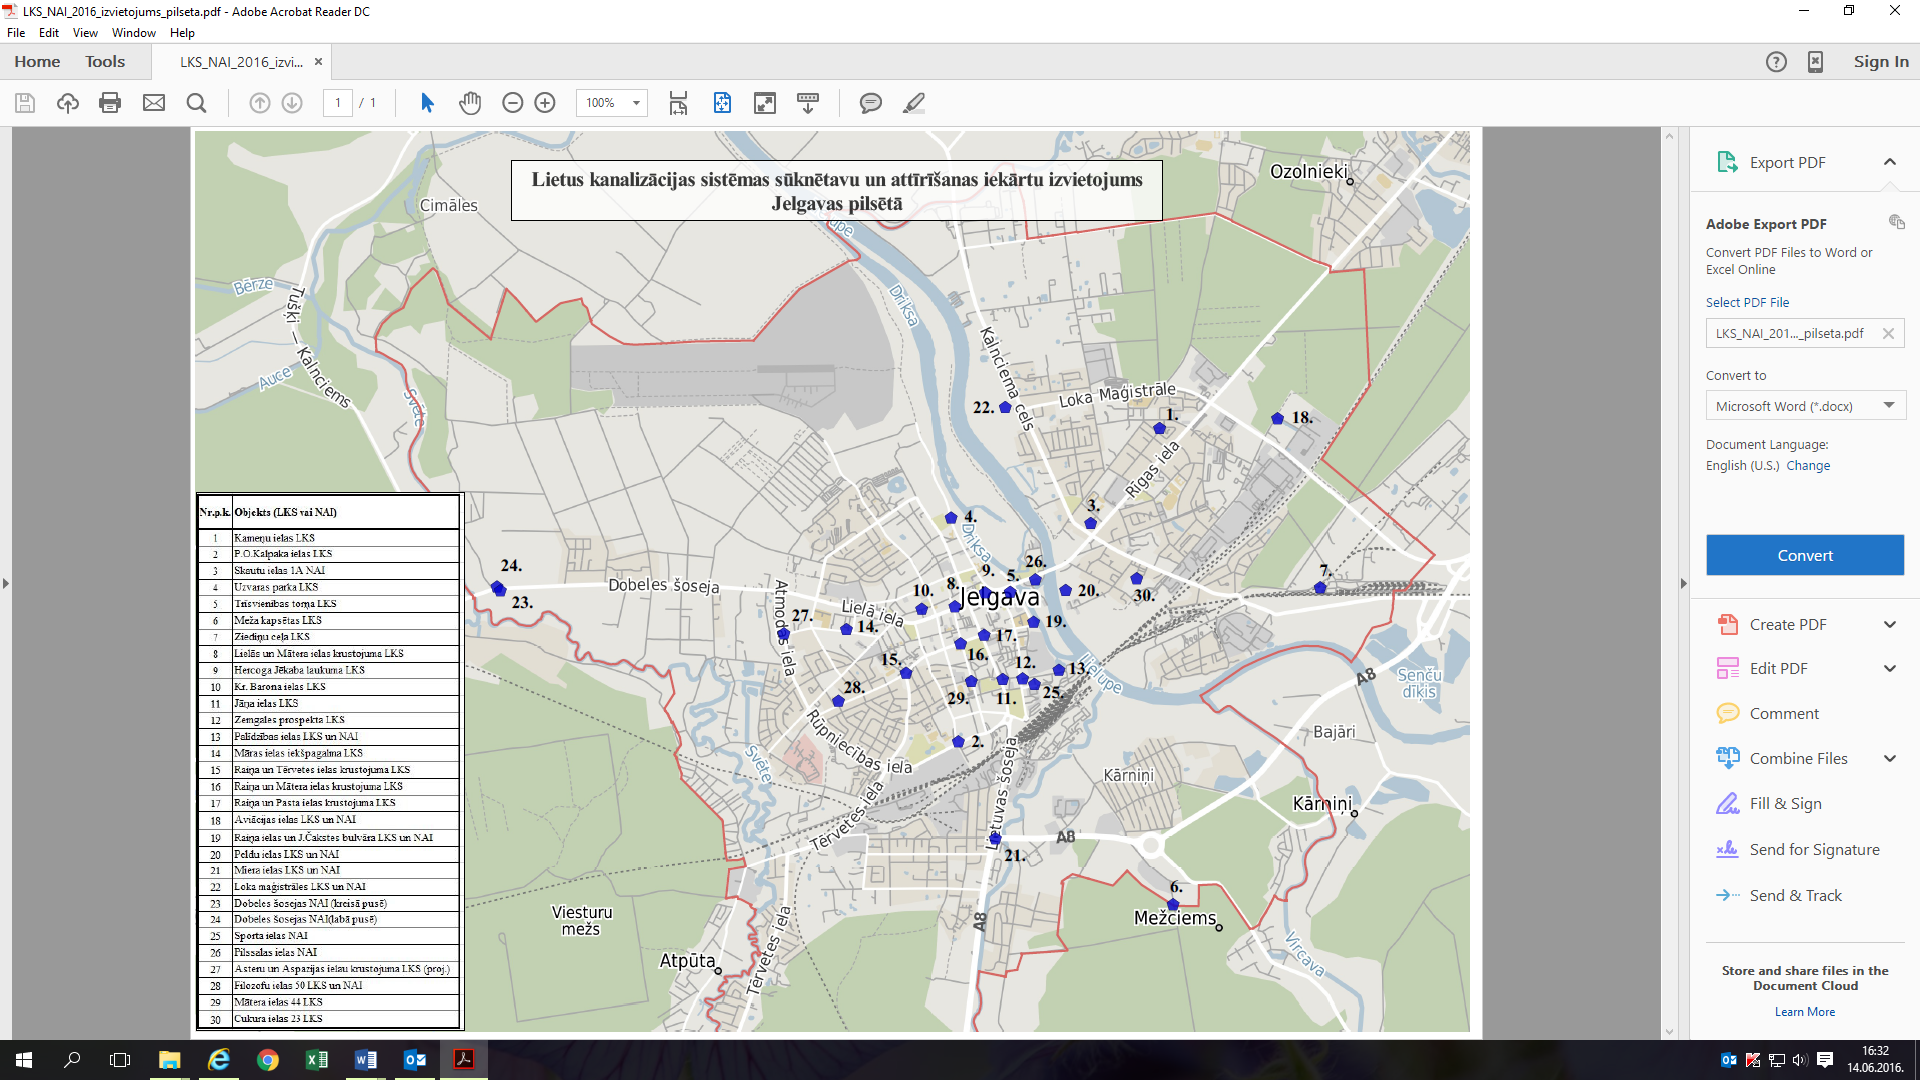 LKS_NAI_2016_izvietojums_pilseta.pdf - Adobe Acrobat Reader DC
File Edit View Window Help
Home Tools LKS_NAI_2016_izvi... × Sign In
1 / 1 100%
Lietus kanalizācijas sistēmas sūknētavu un attīrīšanas iekārtu izvietojums
Jelgavas pilsētā
Ozolnieki
Cimāles
Bērze
Tušķi — Kalnciems
Auce
Svēte
Driksa
Kalnciema ceļš
Loka Maģistrāle
22.
1.
18.
Rīgas iela
3.
4.
Driksa
24.
23.
Dobeles šoseja
Atmodas iela
27.
Lielā iela
14.
10.
8.
9.
5.
26.
Jelgava
20.
30.
7.
19.
17.
16.
15.
28.
29.
12.
11.
25.
13.
Lielupe
2.
Rūpniecības iela
Svēte
Tērvetes iela
Lietuvas šoseja
A8
A8
21.
Senču
dīķis
Bajāri
Kārniņi
Kārniņi
6.
Mežciems
A8
Vircava
Viesturu
mežs
Atpūta
Tērvetes iela
Nr.p.k. Objekts (LKS vai NAI)
1 Kameņu ielas LKS
2 P.O.Kalpaka ielas LKS
3 Skautu ielas 1A NAI
4 Uzvaras parka LKS
5 Trīsvienības torņa LKS
6 Meža kapsētas LKS
7 Ziediņu ceļa LKS
8 Lielās un Mātera ielas krustojuma LKS
9 Hercoga Jēkaba laukuma LKS
10 Kr. Barona ielas LKS
11 Jāņa ielas LKS
12 Zemgales prospekta LKS
13 Palīdzības ielas LKS un NAI
14 Māras ielas iekšpagalma LKS
15 Raiņa un Tērvetes ielas krustojuma LKS
16 Raiņa un Mātera ielas krustojuma LKS
17 Raiņa un Pasta ielas krustojuma LKS
18 Aviācijas ielas LKS un NAI
19 Raiņa ielas un J.Čakstes bulvāra LKS un NAI
20 Peldu ielas LKS un NAI
21 Miera ielas LKS un NAI
22 Loka maģistrāles LKS un NAI
23 Dobeles šosejas NAI (kreisā pusē)
24 Dobeles šosejas NAI(labā pusē)
25 Sporta ielas NAI
26 Pilssalas ielas NAI
27 Asteru un Aspazijas ielau krustojuma LKS (proj.)
28 Filozofu ielas 50 LKS un NAI
29 Mātera ielas 44 LKS
30 Cukura ielas 23 LKS
Export PDF
Adobe Export PDF
Convert PDF Files to Word or
Excel Online
Select PDF File
LKS_NAI_201..._pilseta.pdf
Convert to
Microsoft Word (*.docx)
Document Language:
English (U.S.) Change
Convert
Create PDF
Edit PDF
Comment
Combine Files
Fill & Sign
Send for Signature
Send & Track
Store and share files in the
Document Cloud
Learn More
16:32
14.06.2016.